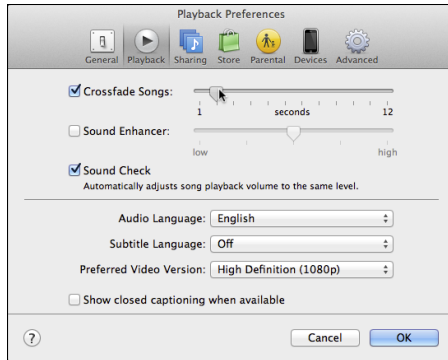 Playback Preferences
General Playback Sharing Store Parental Devices Advanced
Crossfade Songs:
1 seconds 12
Sound Enhancer:
low high
Sound Check
Automatically adjusts song playback volume to the same level.
Audio Language: English
Subtitle Language: Off
Preferred Video Version: High Definition (1080p)
Show closed captioning when available
? Cancel OK